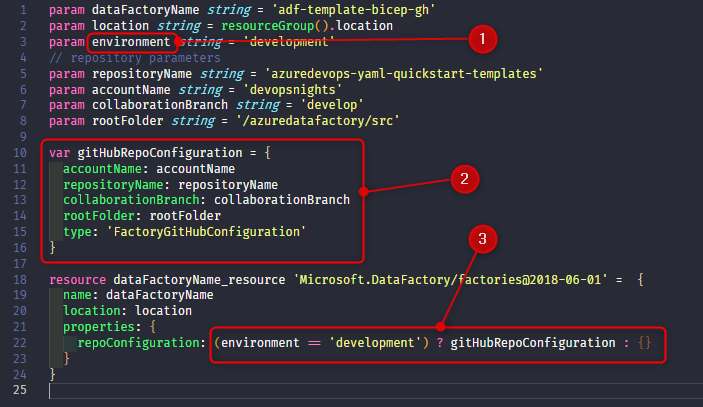 1 param dataFactoryName string = 'adf-template-bicep-gh'
2 param location string = resourceGroup().location
3 param environment string = 'development'
1
4 // repository parameters
5 param repositoryName string = 'azuredevops-yaml-quickstart-templates'
6 param accountName string = 'devopsnights'
7 param collaborationBranch string = 'develop'
8 param rootFolder string = '/azuredatafactory/src'
9
10 var gitHubRepoConfiguration = {
11 accountName: accountName
12 repositoryName: repositoryName
2
13 collaborationBranch: collaborationBranch
14 rootFolder: rootFolder
15 type: 'FactoryGitHubConfiguration'
16 }
3
17
18 resource dataFactoryName_resource 'Microsoft.DataFactory/factories@2018-06-01' = {
19 name: dataFactoryName
20 location: location
21 properties: {
22 repoConfiguration: (environment == 'development') ? gitHubRepoConfiguration : {}
23 }
24 }
25